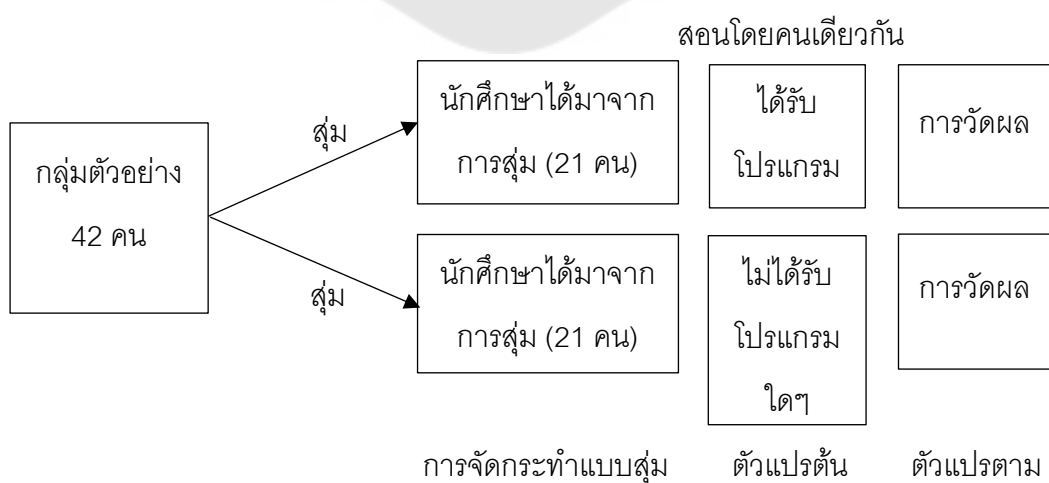 สอนโดยคนเดียวกัน
กลุ่มตัวอย่าง
42 คน
สุ่ม
นักศึกษาได้มาจาก
การสุ่ม (21 คน)
ได้รับ
โปรแกรม
การวัดผล
สุ่ม
นักศึกษาได้มาจาก
การสุ่ม (21 คน)
ไม่ได้รับ
โปรแกรม
ใดๆ
การวัดผล
การจัดกระทำแบบสุ่ม
ตัวแปรต้น
ตัวแปรตาม